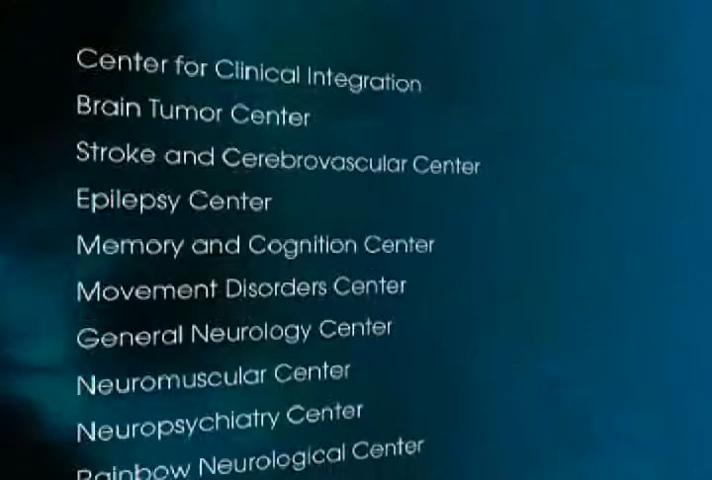 Center for Clinical Integration
Brain Tumor Center
Stroke and Cerebrovascular Center
Epilepsy Center
Memory and Cognition Center
Movement Disorders Center
General Neurology Center
Neuromuscular Center
Neuropsychiatry Center
Rainbow Neurological Center